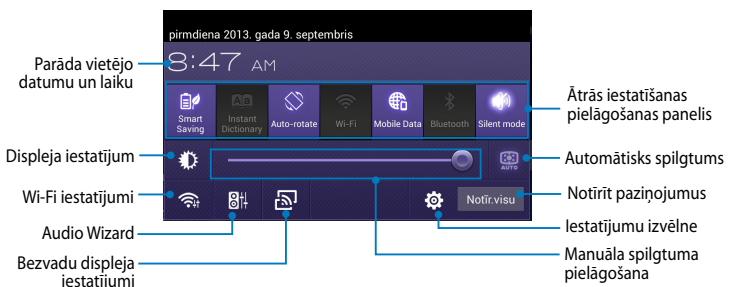 pirmdiena 2013. gada 9. septembris
8:47 AM
Parāda vietējo
datumu un laiku
Smart
Saving
AB
Instant
Dictionary
Auto-rotate
Wi-Fi
Mobile Data
Bluetooth
Silent mode
Ātrās iestatīšanas
pielāgošanas panelis
Displeja iestatījum
AUTO
Automātisks spilgtums
Wi-Fi iestatījumi
Notīr.visu
Notīrīt paziņojumus
Audio Wizard
Iestatījumu izvēlne
Bezvadu displeja
iestatījumi
Manuāla spilgtuma
pielāgošana